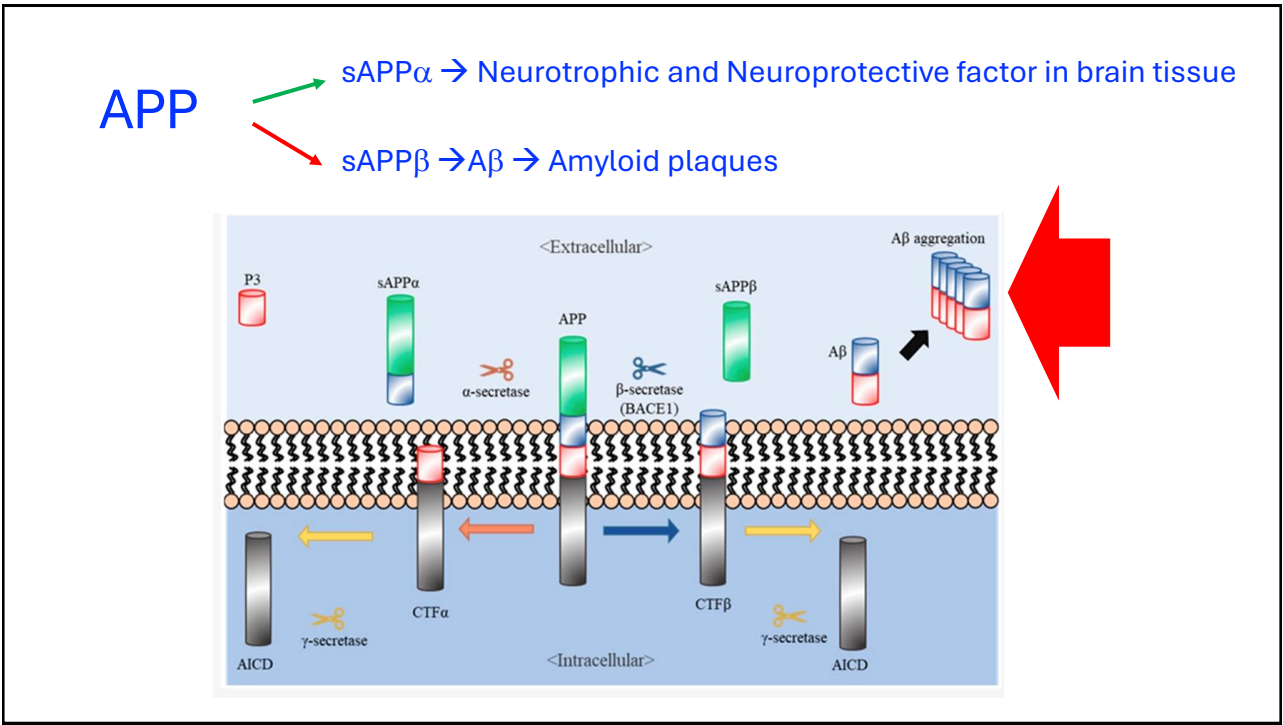 APP
sAPPα → Neurotrophic and Neuroprotective factor in brain tissue
sAPPβ →Aβ → Amyloid plaques
<Extracellular>
Aβ aggregation
P3
sAPPα
APP
sAPPβ
Aβ
α-secretase
β-secretase
(BACE1)
CTFα
CTFβ
γ-secretase
γ-secretase
AICD
<Intracellular>
AICD